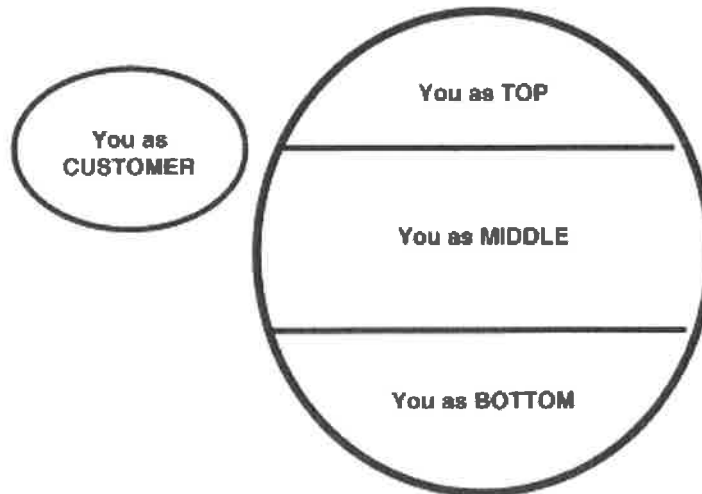 You as TOP
You as
CUSTOMER
You as MIDDLE
You as BOTTOM